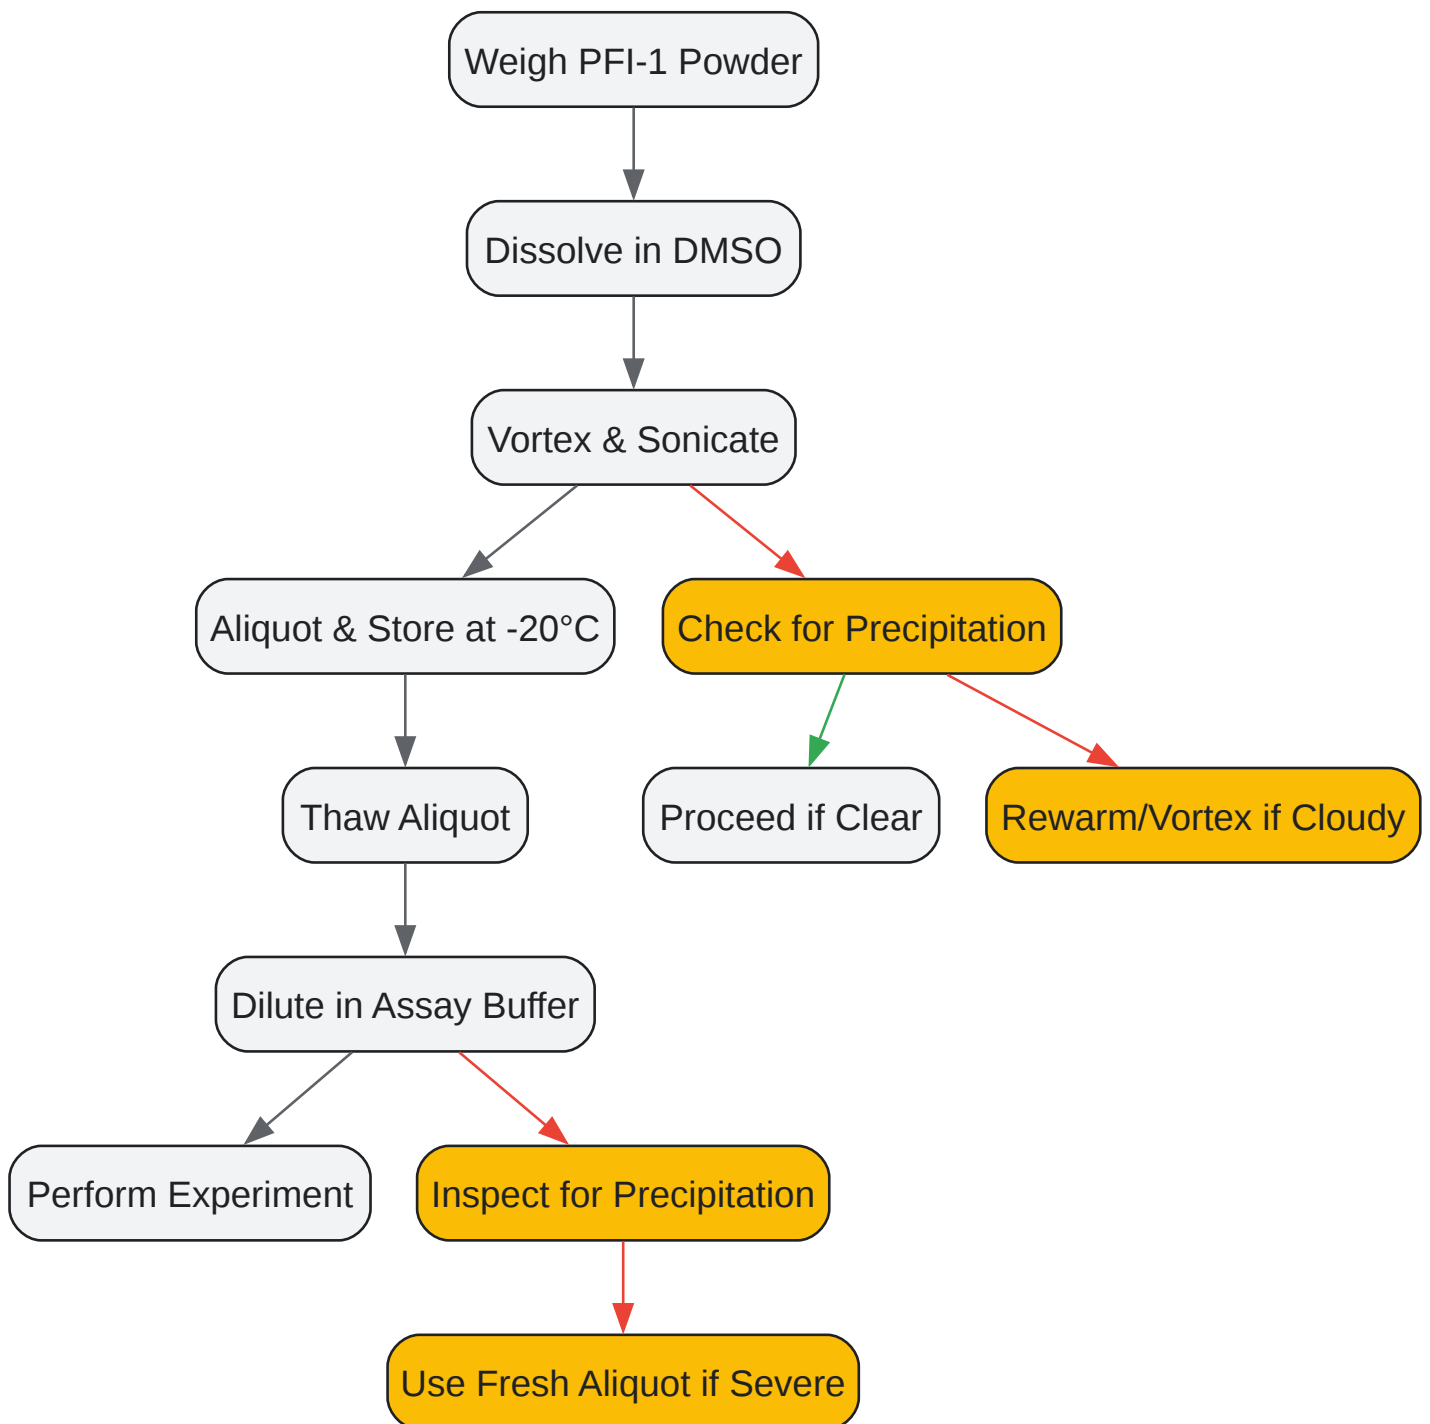 Weigh PFI-1 Powder
Dissolve in DMSO
Vortex & Sonicate
Aliquot & Store at -20°C
Check for Precipitation
Thaw Aliquot
Proceed if Clear
Rewarm/Vortex if Cloudy
Dilute in Assay Buffer
Perform Experiment
Inspect for Precipitation
Use Fresh Aliquot if Severe